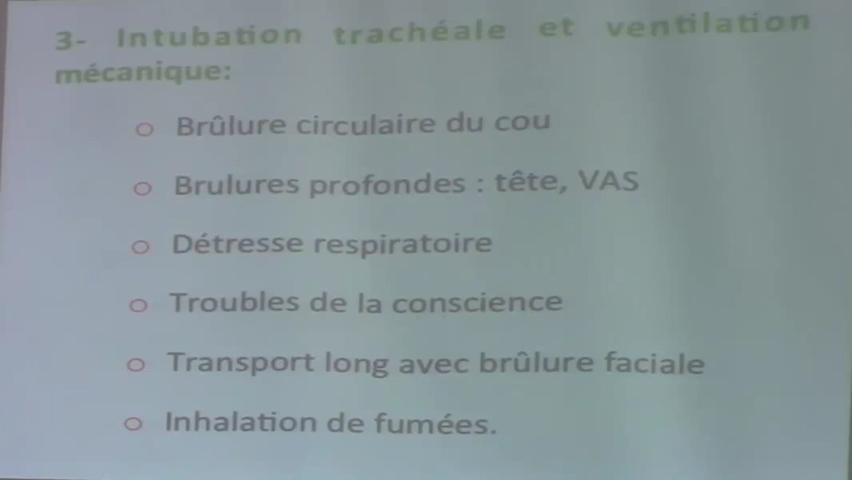 3- Intubation trachéale et ventilation
mécanique:
o Brûlure circulaire du cou
o Brulures profondes : tête, VAS
o Détresse respiratoire
o Troubles de la conscience
o Transport long avec brûlure faciale
o Inhalation de fumées.